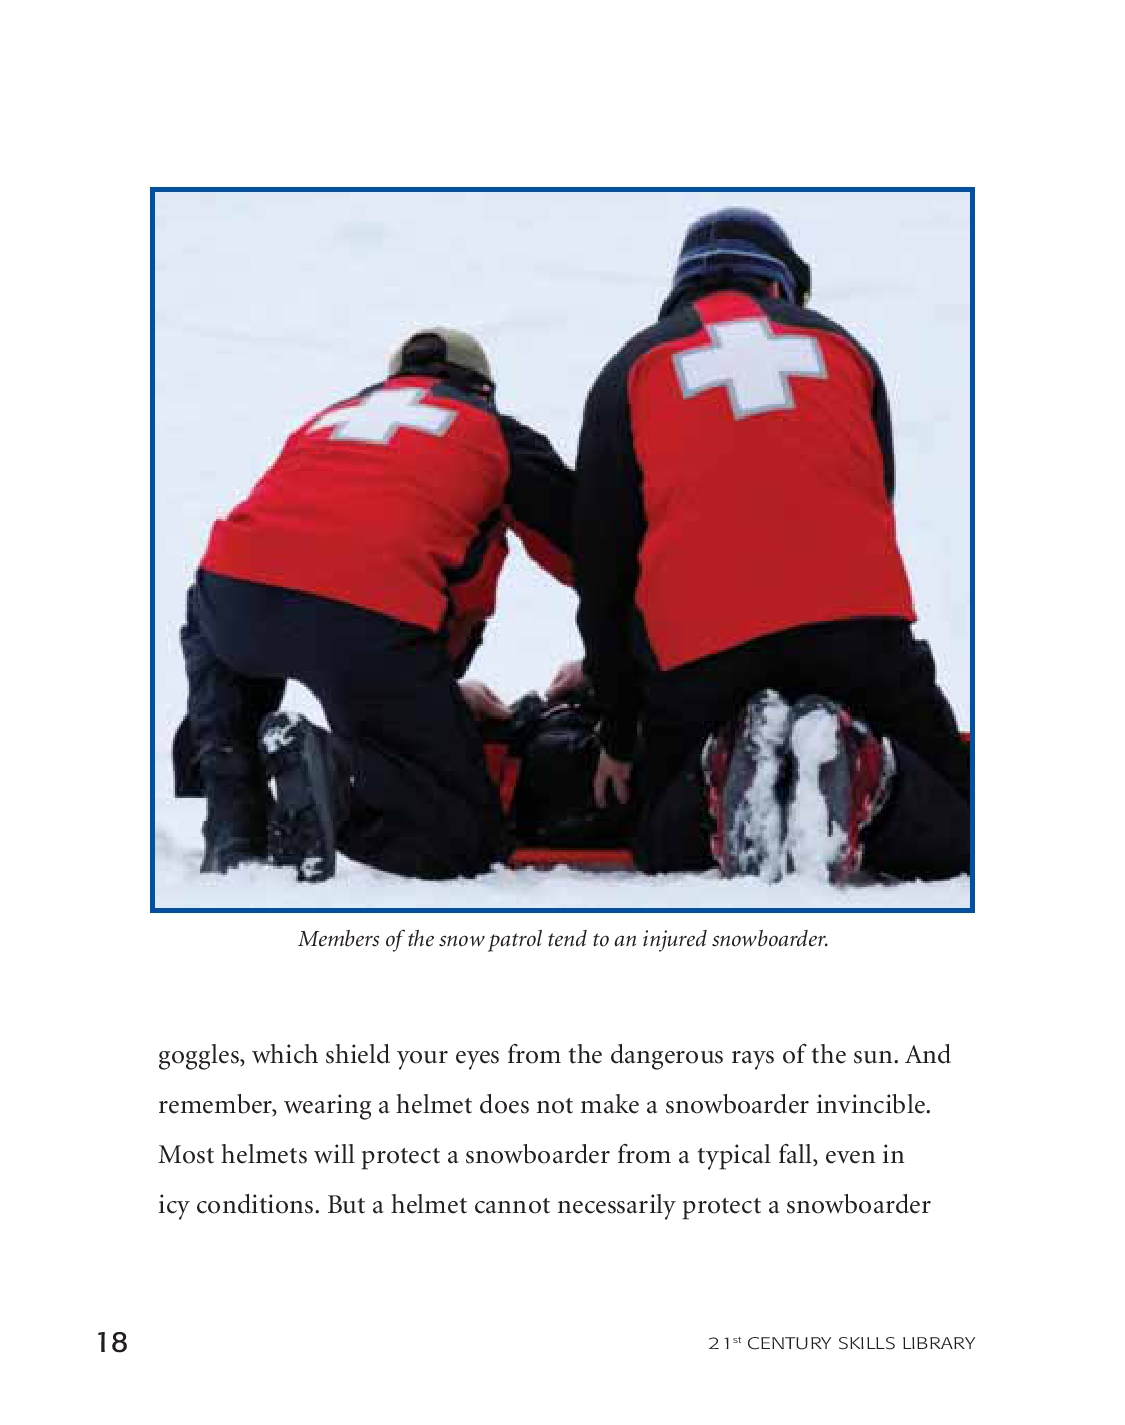 Members of the snow patrol tend to an injured snowboarder.
goggles, which shield your eyes from the dangerous rays of the sun. And
remember, wearing a helmet does not make a snowboarder invincible.
Most helmets will protect a snowboarder from a typical fall, even in
icy conditions. But a helmet cannot necessarily protect a snowboarder
18
21st CENTURY SKILLS LIBRARY